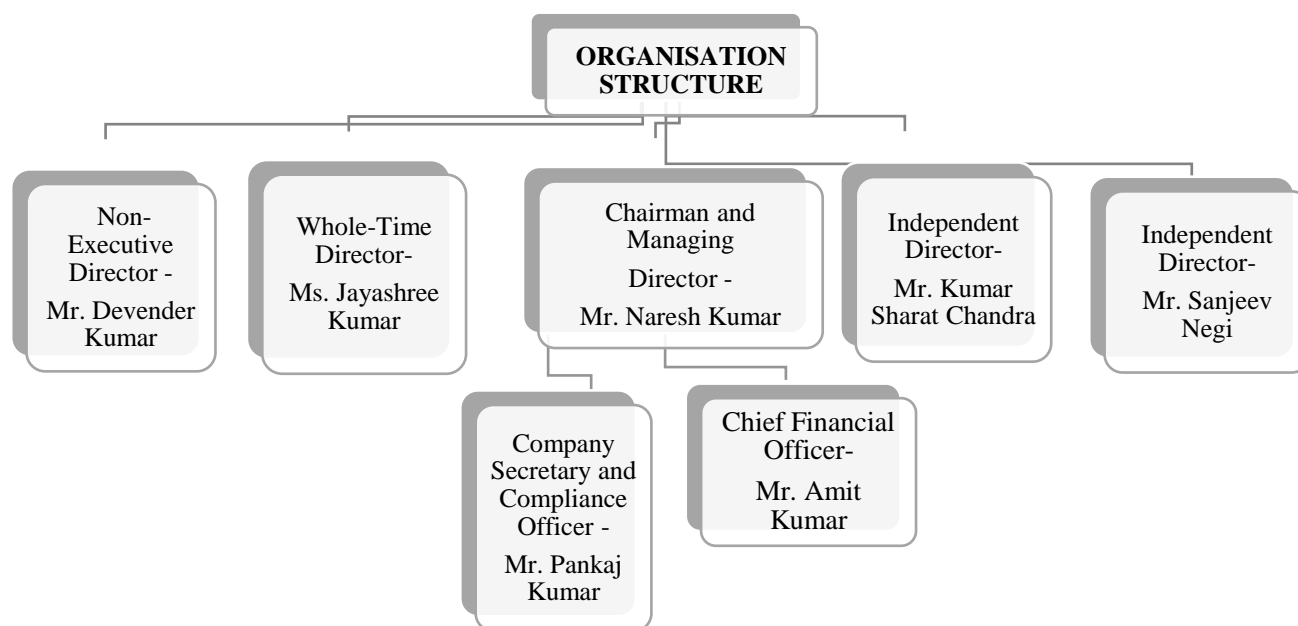 ORGANISATION
STRUCTURE
Non-
Executive
Director -
Mr. Devender
Kumar
Whole-Time
Director-
Ms. Jayashree
Kumar
Chairman and
Managing
Director -
Mr. Naresh Kumar
Independent
Director-
Mr. Kumar
Sharat Chandra
Independent
Director-
Mr. Sanjeev
Negi
Company
Secretary and
Compliance
Officer -
Mr. Pankaj
Kumar
Chief Financial
Officer-
Mr. Amit
Kumar